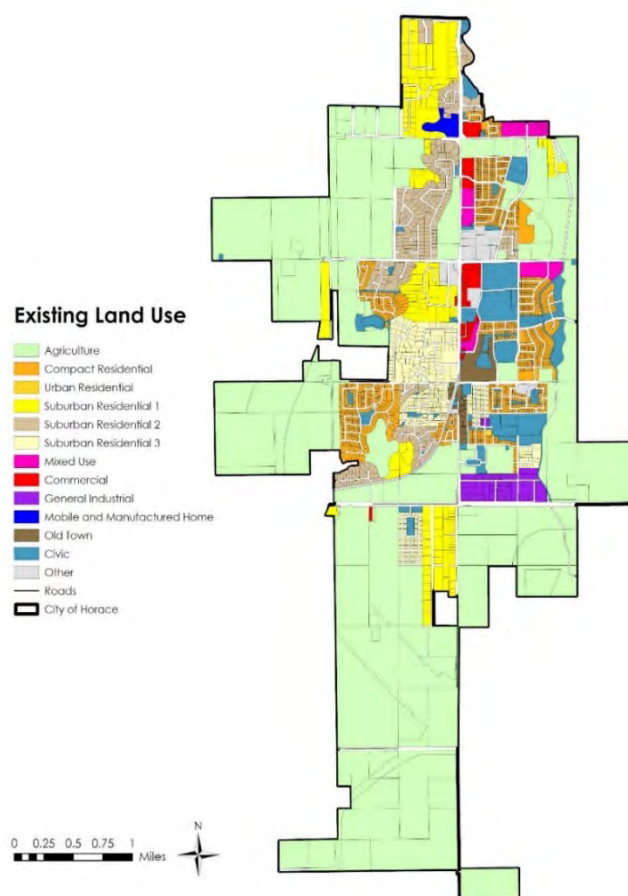 Existing Land Use
Agriculture
Compact Residential
Urban Residential
Suburban Residential 1
Suburban Residential 2
Suburban Residential 3
Mixed Use
Commercial
General Industrial
Mobile and Manufactured Home
Old Town
Civic
Other
Roads
City of Horace
N
0 0.25 0.5 0.75 1
Miles